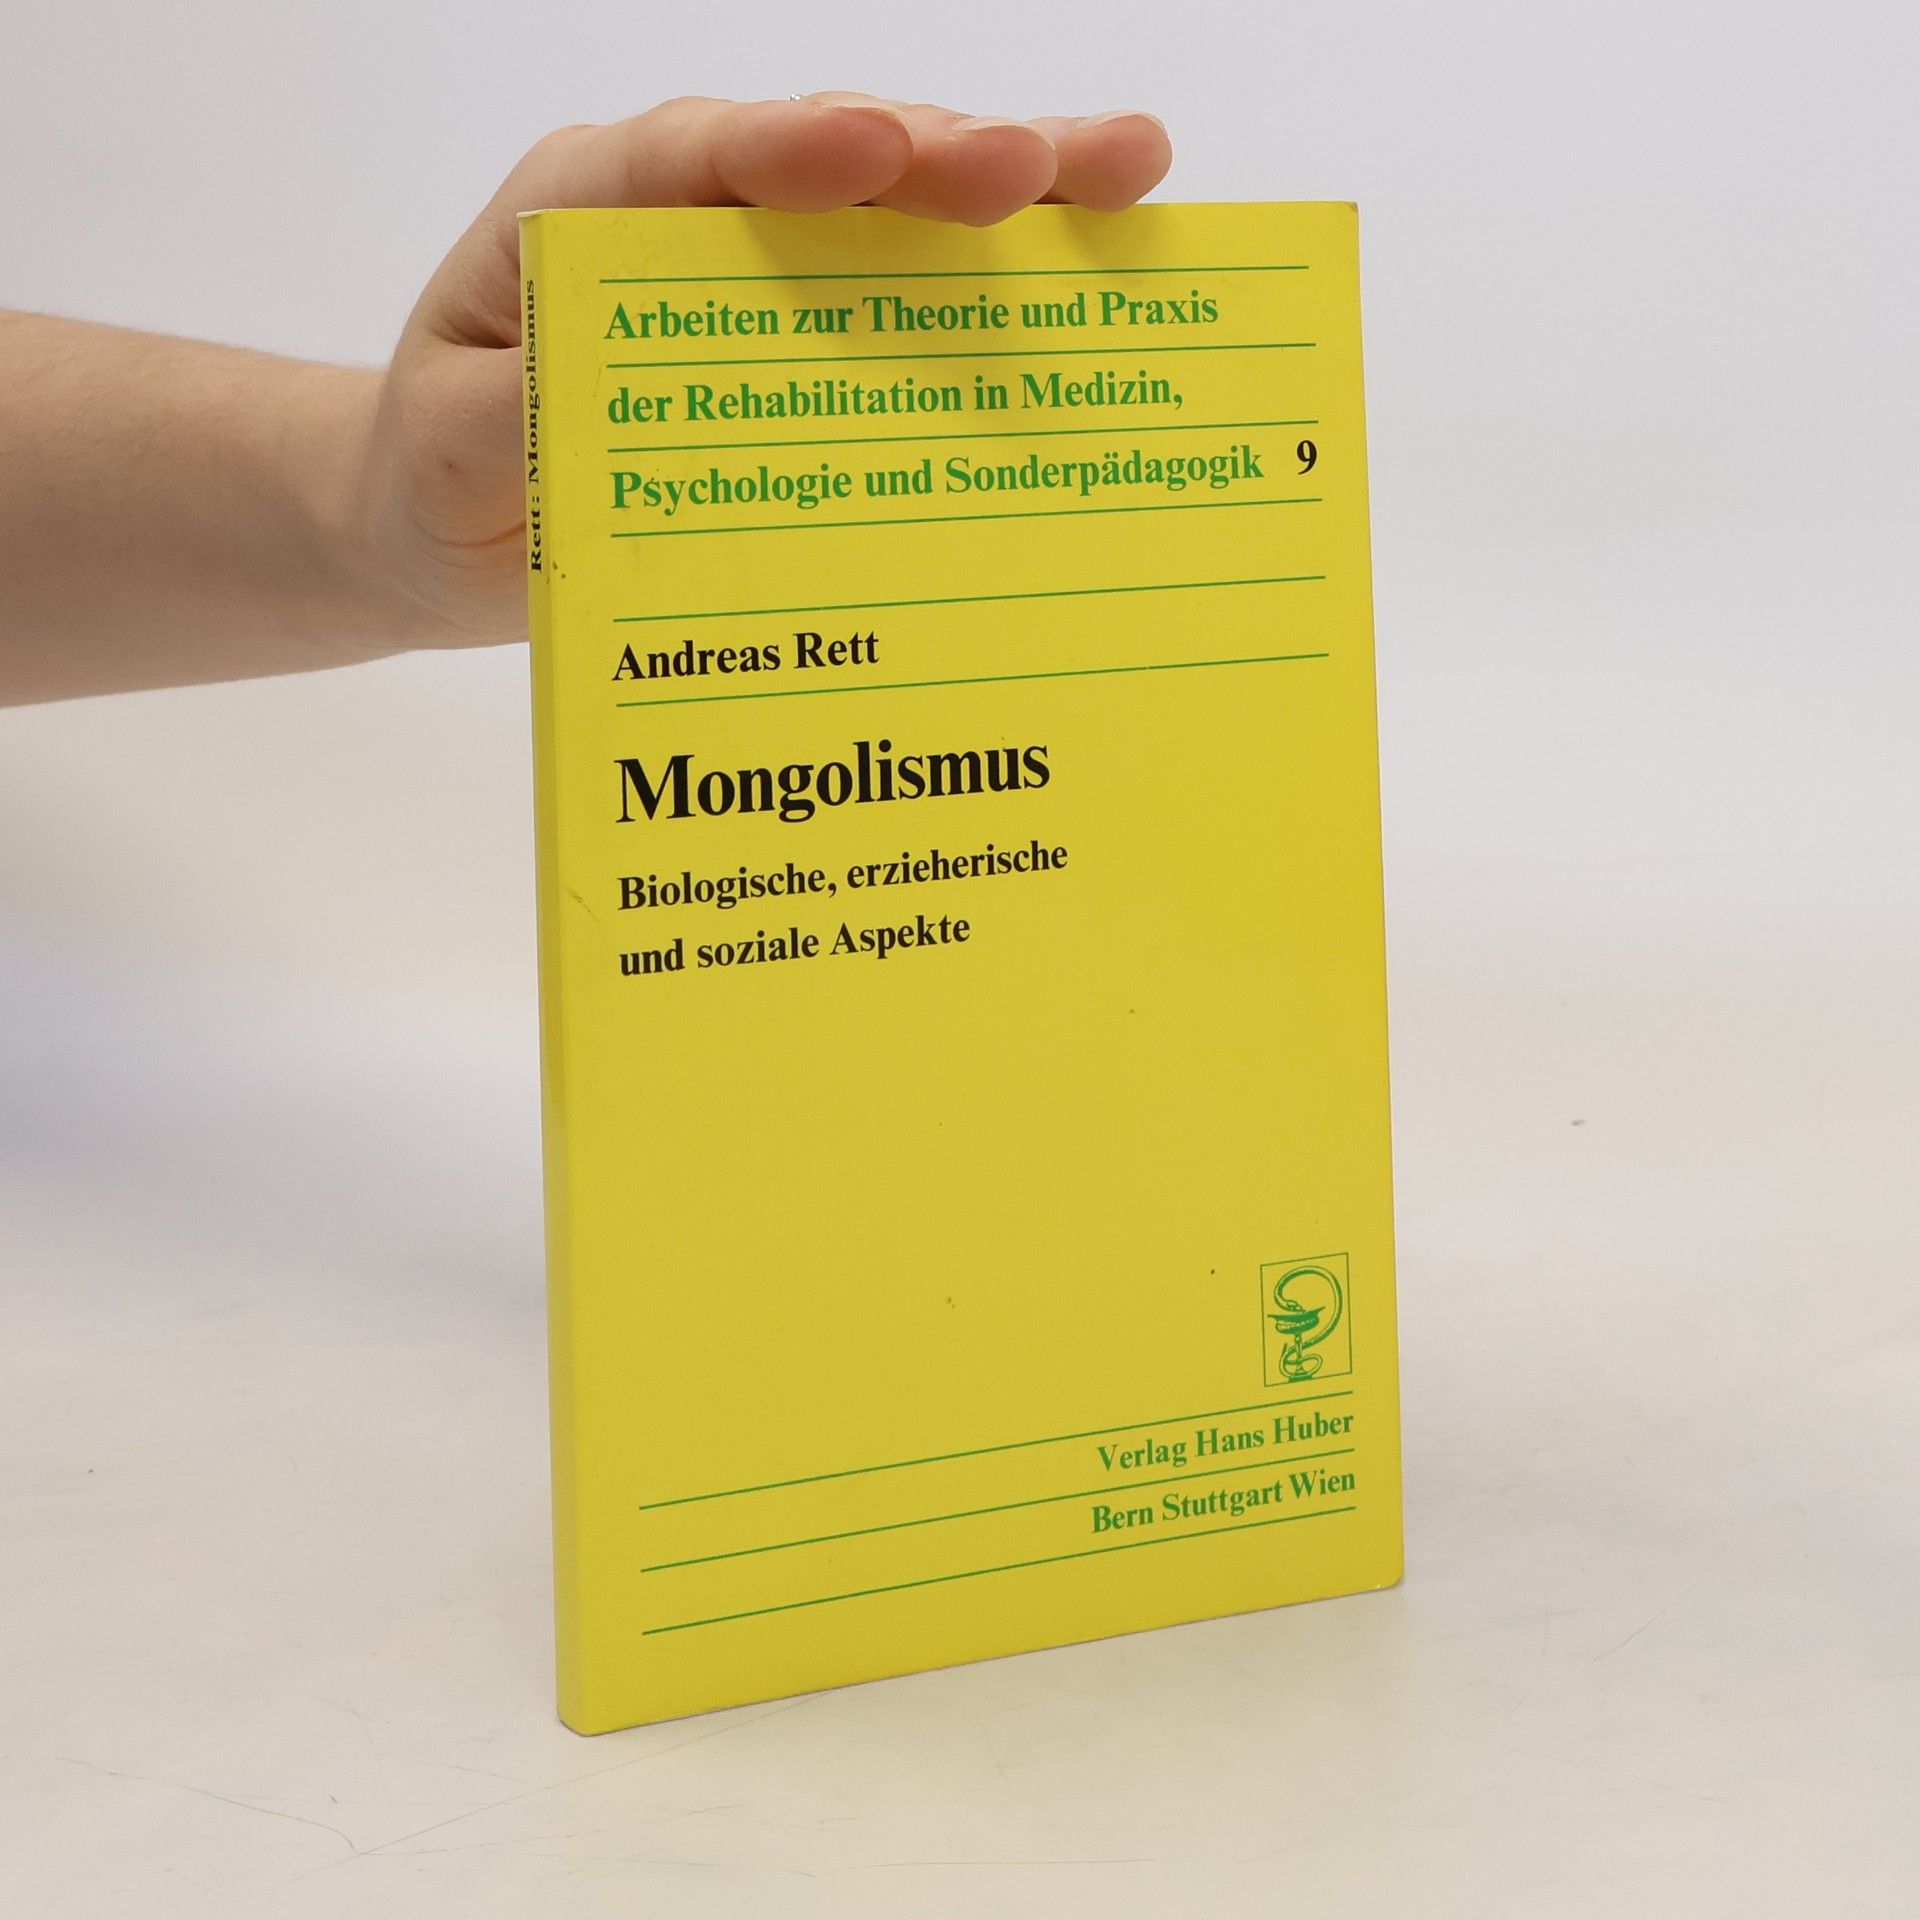 Rett: Mongolismus
Arbeiten zur Theorie und Praxis
der Rehabilitation in Medizin,
Psychologie und Sonderpädagogik 9
Andreas Rett
Mongolismus
Biologische, erzieherische
und soziale Aspekte
Verlag Hans Huber
Bern Stuttgart Wien